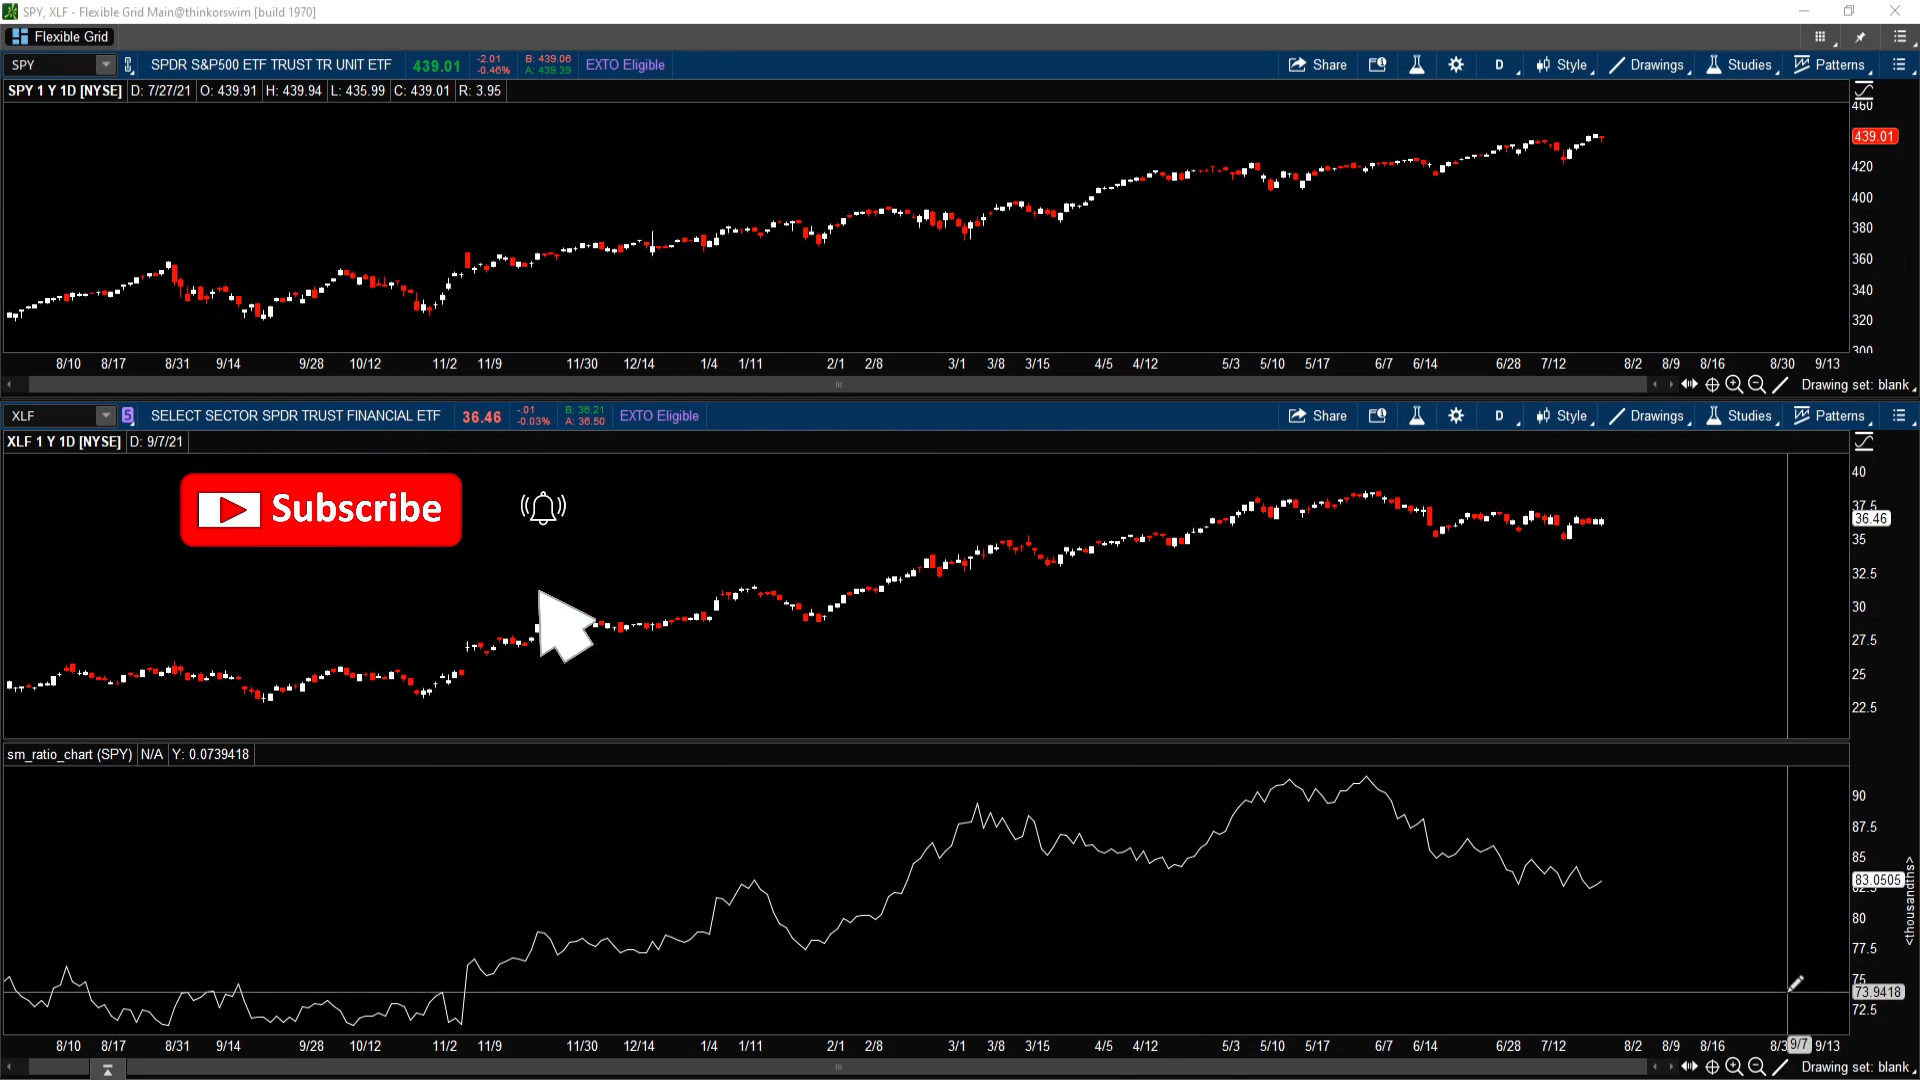 SPY, XLF - Flexible Grid Main@thinkorswim [build 1970]
Flexible Grid
SPY SPDR S&P500 ETF TRUST TR UNIT ETF 439.01 -2.01 -0.46% B: 439.06 A: 439.39 EXTO Eligible Share D Style Drawings Studies Patterns
SPY 1 Y 1D [NYSE] D: 7/27/21 O: 439.91 H: 439.94 L: 435.99 C: 439.01 R: 3.95
460
439.01
420
400
380
360
340
320
300
8/10 8/17 8/31 9/14 9/28 10/12 11/2 11/9 11/30 12/14 1/4 1/11 2/1 2/8 3/1 3/8 3/15 4/5 4/12 5/3 5/10 5/17 6/7 6/14 6/28 7/12 8/2 8/9 8/16 8/30 9/13
Drawing set: blank
XLF 5 SELECT SECTOR SPDR TRUST FINANCIAL ETF 36.46 -.01 -0.03% B: 36.21 A: 36.50 EXTO Eligible Share D Style Drawings Studies Patterns
XLF 1 Y 1D [NYSE] D: 9/7/21
Subscribe
40
37.5
36.46
35
32.5
30
27.5
25
22.5
sm_ratio_chart (SPY) N/A Y: 0.0739418
90
87.5
85
83.0505
82.5
80
77.5
75
73.9418
72.5
<thousandths>
8/10 8/17 8/31 9/14 9/28 10/12 11/2 11/9 11/30 12/14 1/4 1/11 2/1 2/8 3/1 3/8 3/15 4/5 4/12 5/3 5/10 5/17 6/7 6/14 6/28 7/12 8/2 8/9 8/16 8/3 9/7 9/13
Drawing set: blank